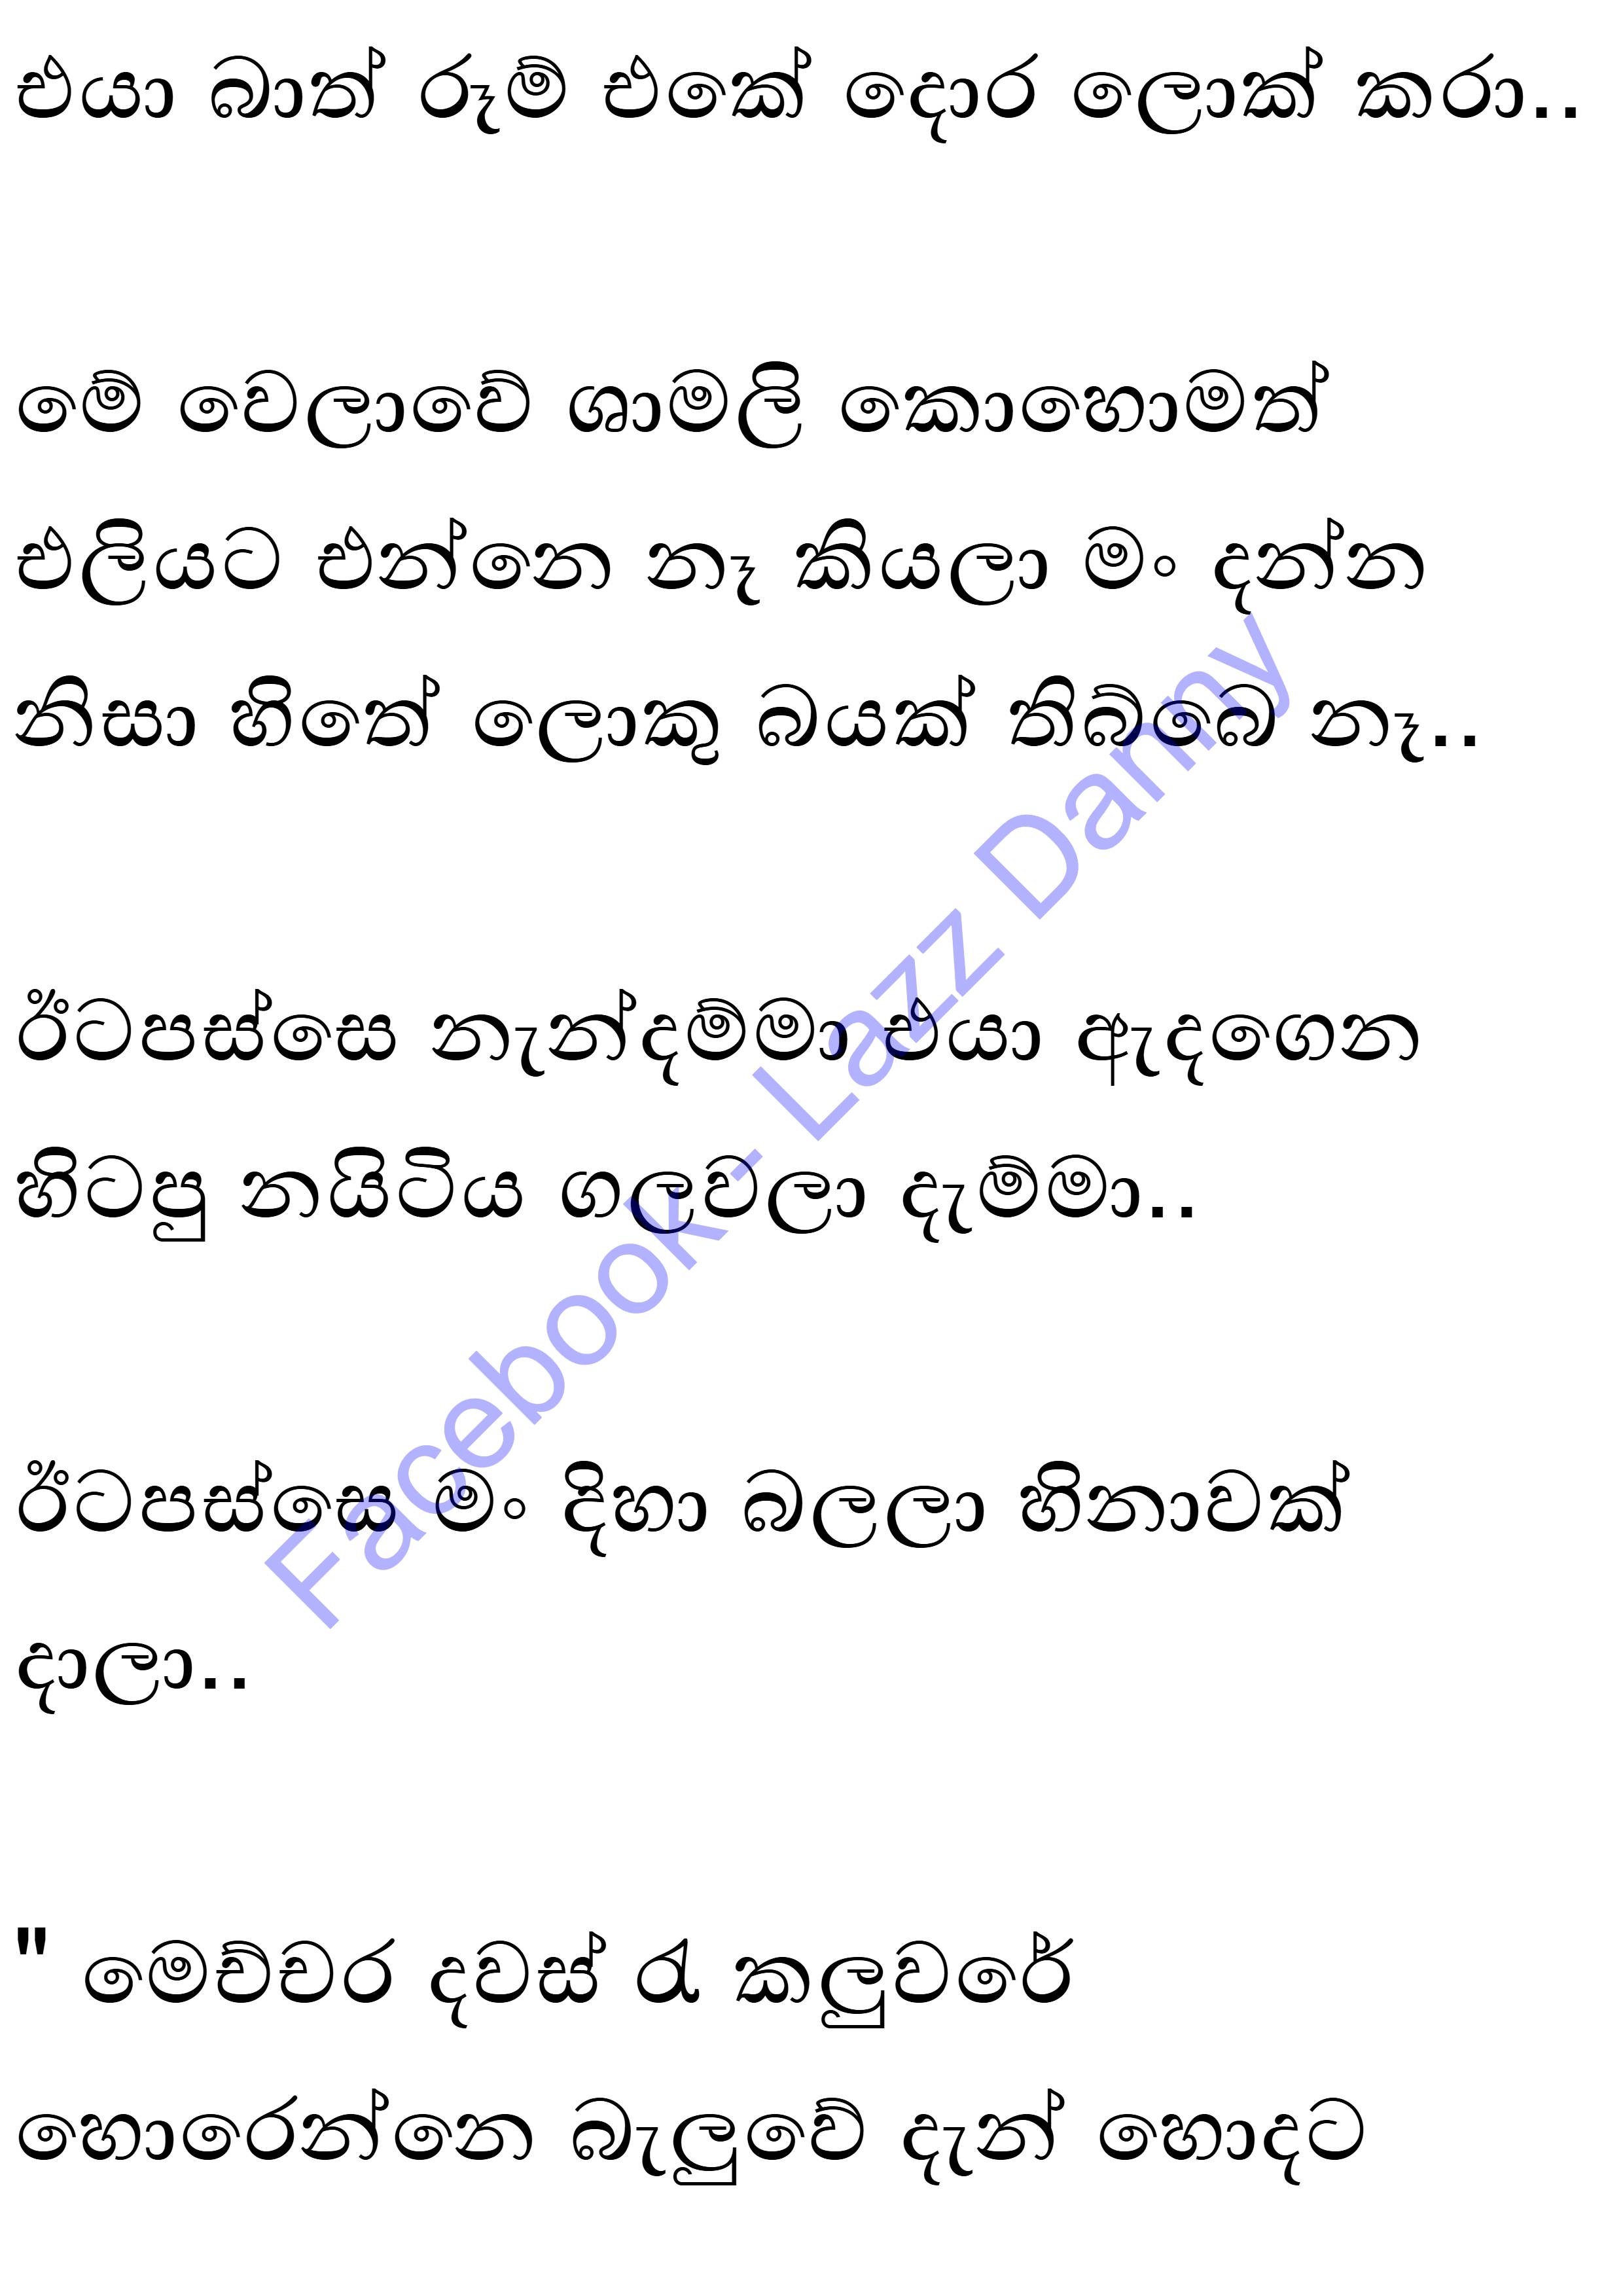 එයා බාත් රූම් එකේ දොර ලොක් කරා..
මේ වෙලාවේ ශාමලි කොහොමත්
එලියට එන්නෙ නෑ කියලා මං දන්න
නිසා හිතේ ලොකු බයක් තිබ්බෙ නෑ..
ඊටපස්සෙ නැන්දම්මා එයා ඇදගෙන
හිටපු නයිටිය ගලවලා දැම්මා..
ඊටපස්සෙ මං දිහා බලලා හිනාවක්
දාලා..
" මෙච්චර දවස් රෑ කලුවරේ
හොරෙන්නෙ බැලුවේ දැන් හොදට
Facebook - Lazz Danny